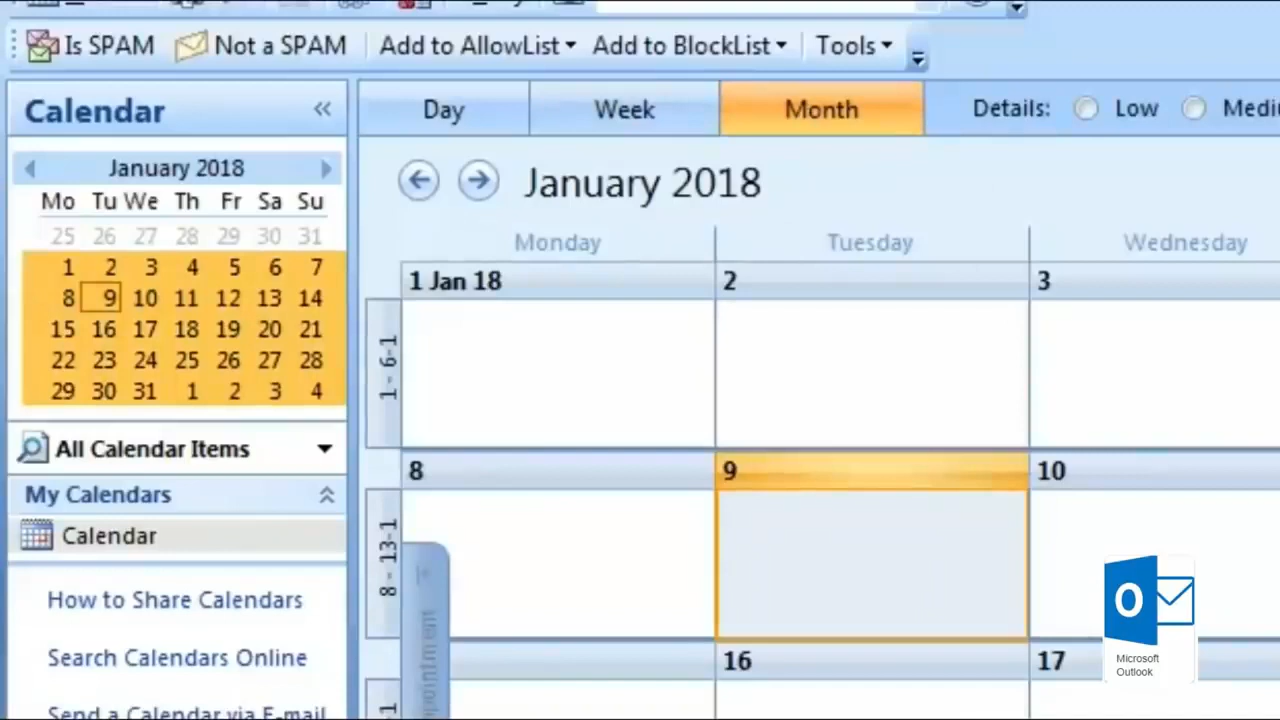 Is SPAM Not a SPAM Add to AllowList Add to BlockList Tools
Calendar «
Day Week Month Details: Low
January 2018
Mo Tu We Th Fr Sa Su
25 26 27 28 29 30 31
1 2 3 4 5 6 7
8 9 10 11 12 13 14
15 16 17 18 19 20 21
22 23 24 25 26 27 28
29 30 31 1 2 3 4
All Calendar Items
My Calendars
Calendar
How to Share Calendars
Search Calendars Online
Send a Calendar via E-mail
January 2018
Monday Tuesday Wednesday
1 Jan 18 2 3
1 - 6-1
8 9 10
8 - 13-1
16 17
Microsoft
Outlook